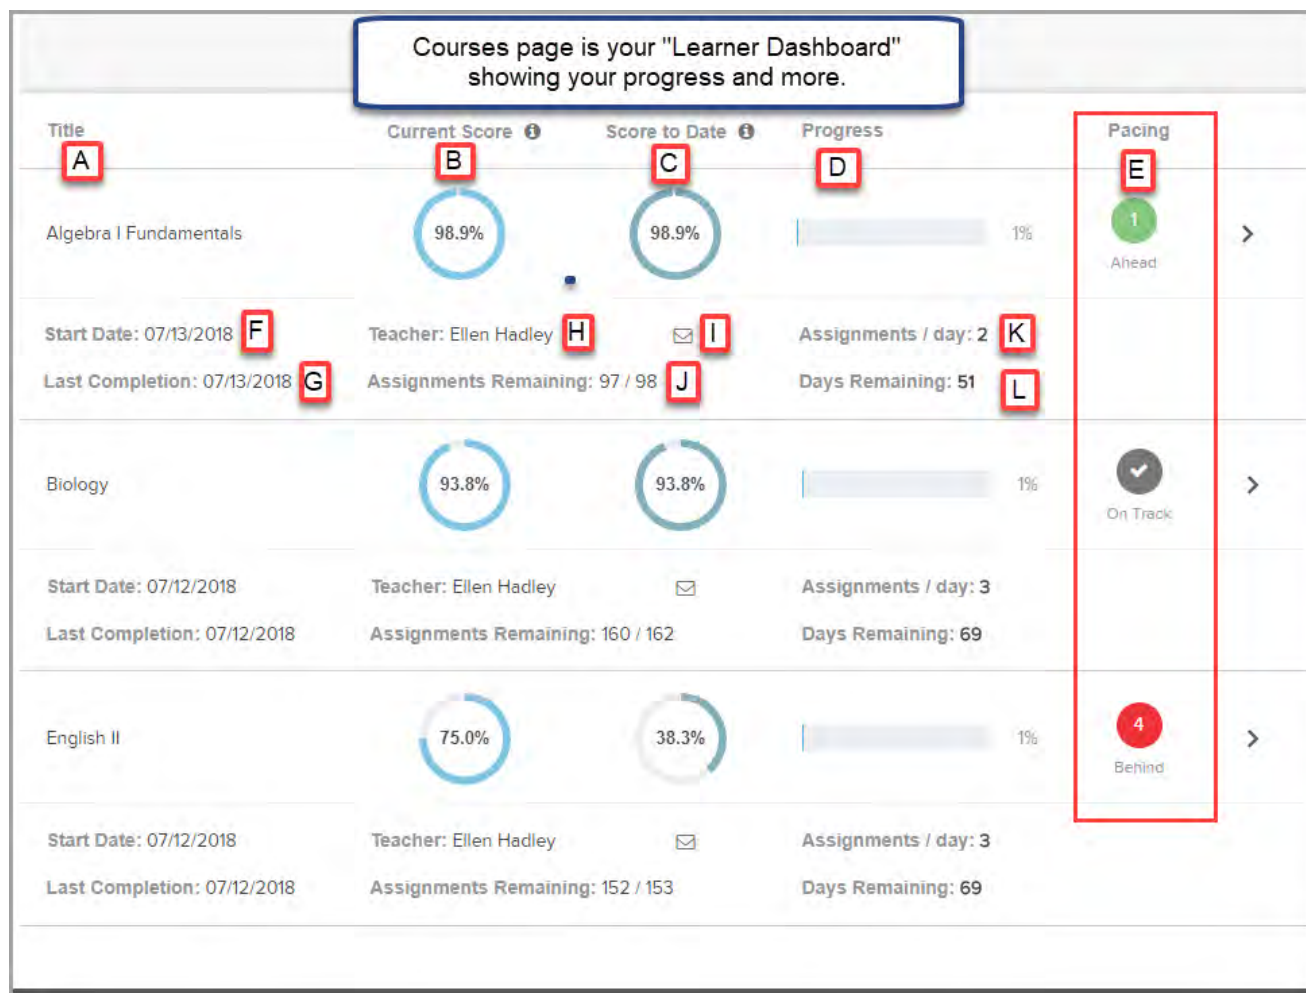 Courses page is your "Learner Dashboard"
showing your progress and more.
Title Current Score Score to Date Progress Pacing
A B C D E
Algebra I Fundamentals 98.9% 98.9% 1% 1
Ahead
Start Date: 07/13/2018 F Teacher: Ellen Hadley H I Assignments / day: 2 K
Last Completion: 07/13/2018 G Assignments Remaining: 97 / 98 J Days Remaining: 51 L
Biology 93.8% 93.8% 1%
On Track
Start Date: 07/12/2018 Teacher: Ellen Hadley Assignments / day: 3
Last Completion: 07/12/2018 Assignments Remaining: 160 / 162 Days Remaining: 69
English II 75.0% 38.3% 1% 4
Behind
Start Date: 07/12/2018 Teacher: Ellen Hadley Assignments / day: 3
Last Completion: 07/12/2018 Assignments Remaining: 152 / 153 Days Remaining: 69